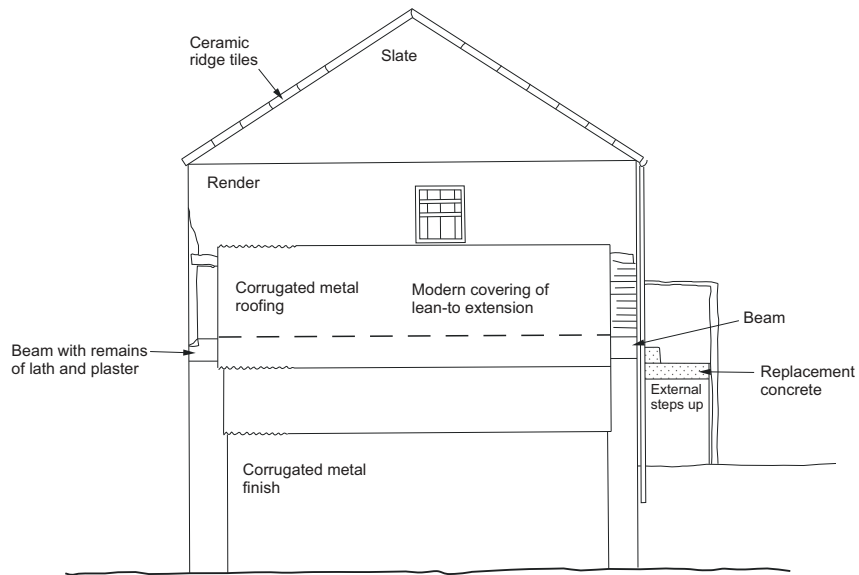 Ceramic
ridge tiles
Slate
Render
Corrugated metal
roofing
Modern covering of
lean-to extension
Beam
Beam with remains
of lath and plaster
Replacement
concrete
External
steps up
Corrugated metal
finish